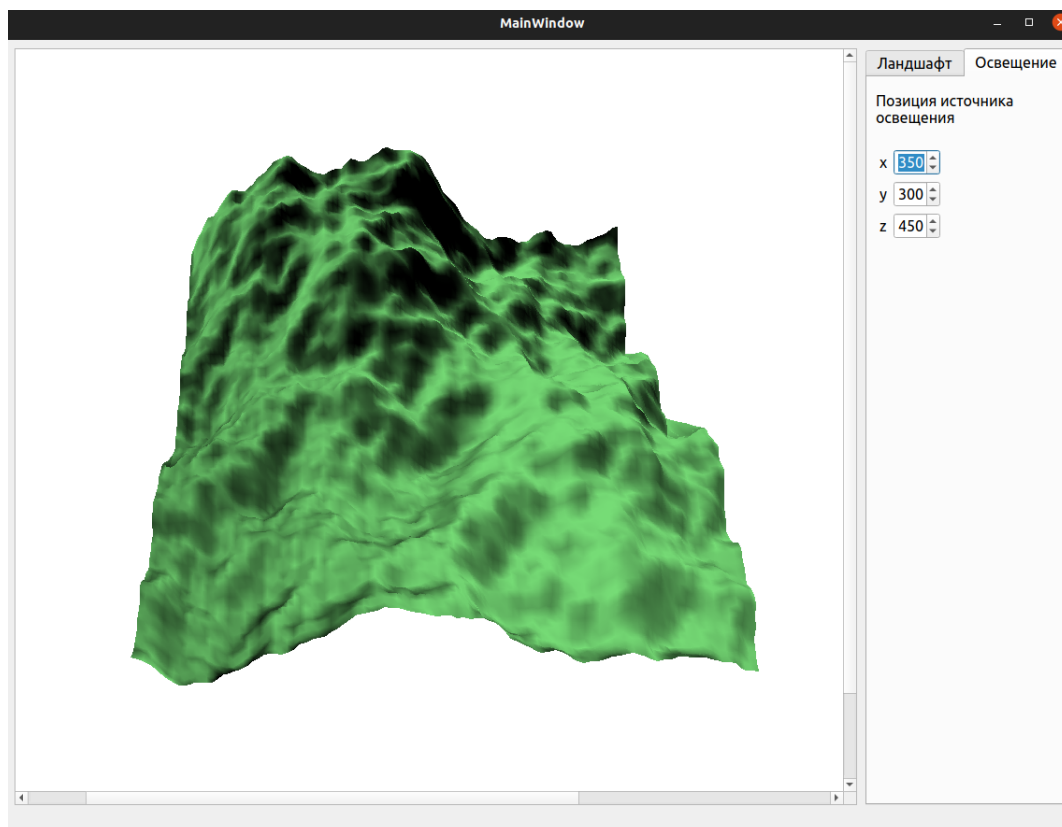 MainWindow
Ландшафт
Освещение
Позиция источника
освещения
x 350
y 300
z 450